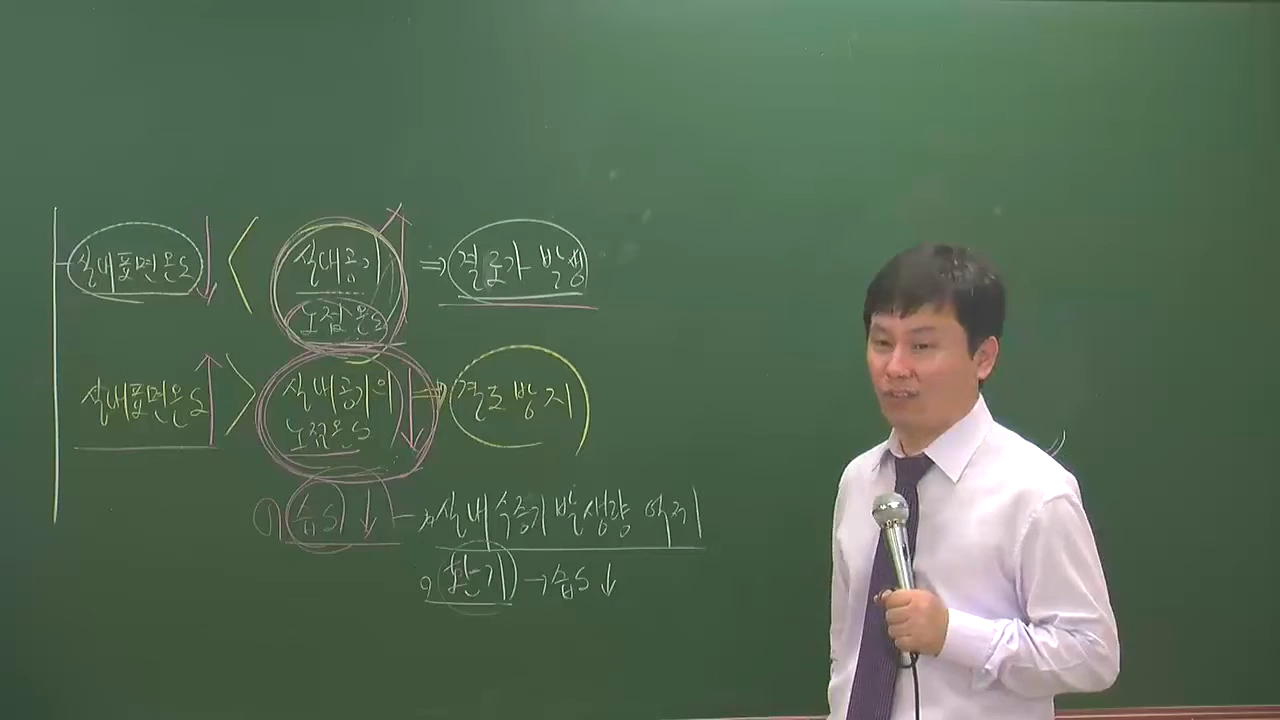 실내표면온도 ↓ < 실내공기 ⇒ 결로가 발생
노점온도
실내표면온도 ↑ > 실내공기의 ⇒ 결로방지
노점온도 ↓
습도 ↓ - 실내수증기발생량 억제
환기 → 습도 ↓